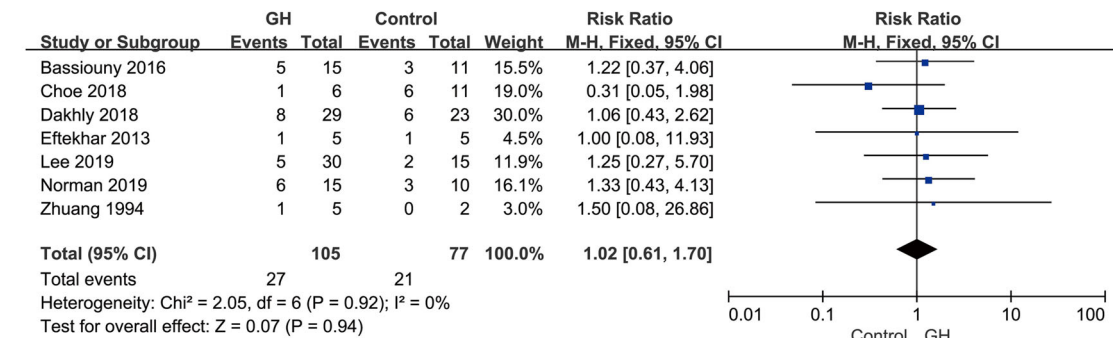 GH Control Risk Ratio Risk Ratio
Study or Subgroup Events Total Events Total Weight M-H, Fixed, 95% CI M-H, Fixed, 95% CI
Bassiouny 2016 5 15 3 11 15.5% 1.22 [0.37, 4.06]
Choe 2018 1 6 6 11 19.0% 0.31 [0.05, 1.98]
Dakhly 2018 8 29 6 23 30.0% 1.06 [0.43, 2.62]
Eftekhar 2013 1 5 1 5 4.5% 1.00 [0.08, 11.93]
Lee 2019 5 30 2 15 11.9% 1.25 [0.27, 5.70]
Norman 2019 6 15 3 10 16.1% 1.33 [0.43, 4.13]
Zhuang 1994 1 5 0 2 3.0% 1.50 [0.08, 26.86]
Total (95% CI) 105 77 100.0% 1.02 [0.61, 1.70]
Total events 27 21
Heterogeneity: Chi² = 2.05, df = 6 (P = 0.92); I² = 0%
Test for overall effect: Z = 0.07 (P = 0.94)
0.01 0.1 1 10 100
Control GH